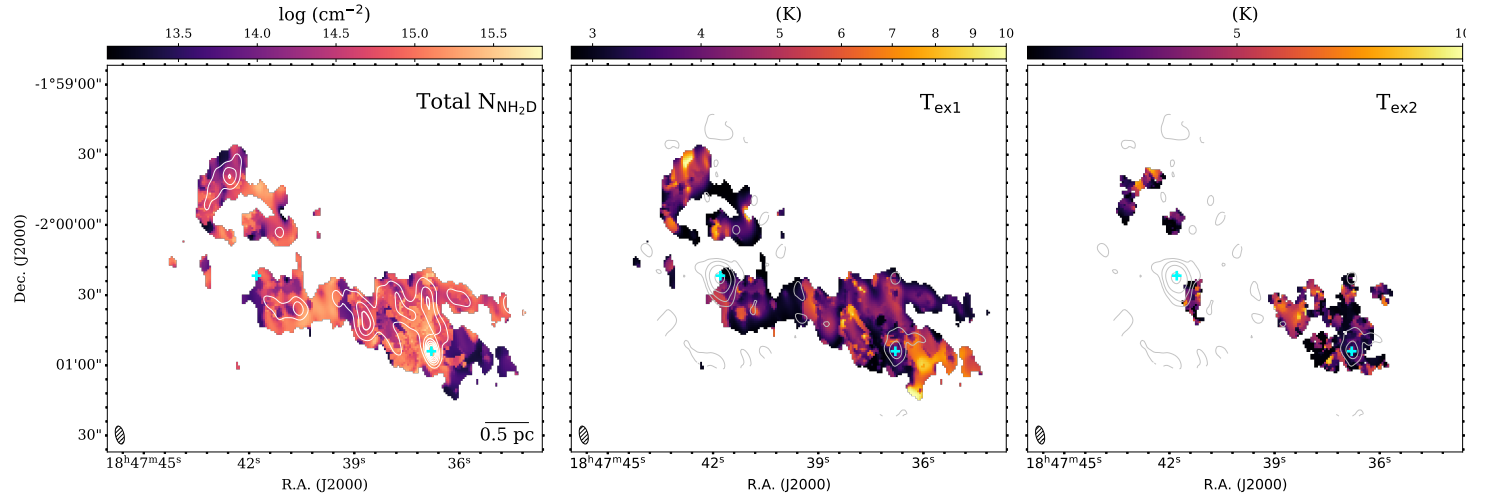 log (cm⁻²)
13.5 14.0 14.5 15.0 15.5
Total N_NH₂D
-1°59'00"
30"
-2°00'00"
30"
01'00"
30"
Dec. (J2000)
0.5 pc
18ʰ47ᵐ45ˢ 42ˢ 39ˢ 36ˢ
R.A. (J2000)
(K)
3 4 5 6 7 8 9 10
T_ex1
18ʰ47ᵐ45ˢ 42ˢ 39ˢ 36ˢ
R.A. (J2000)
(K)
5 10
T_ex2
18ʰ47ᵐ45ˢ 42ˢ 39ˢ 36ˢ
R.A. (J2000)